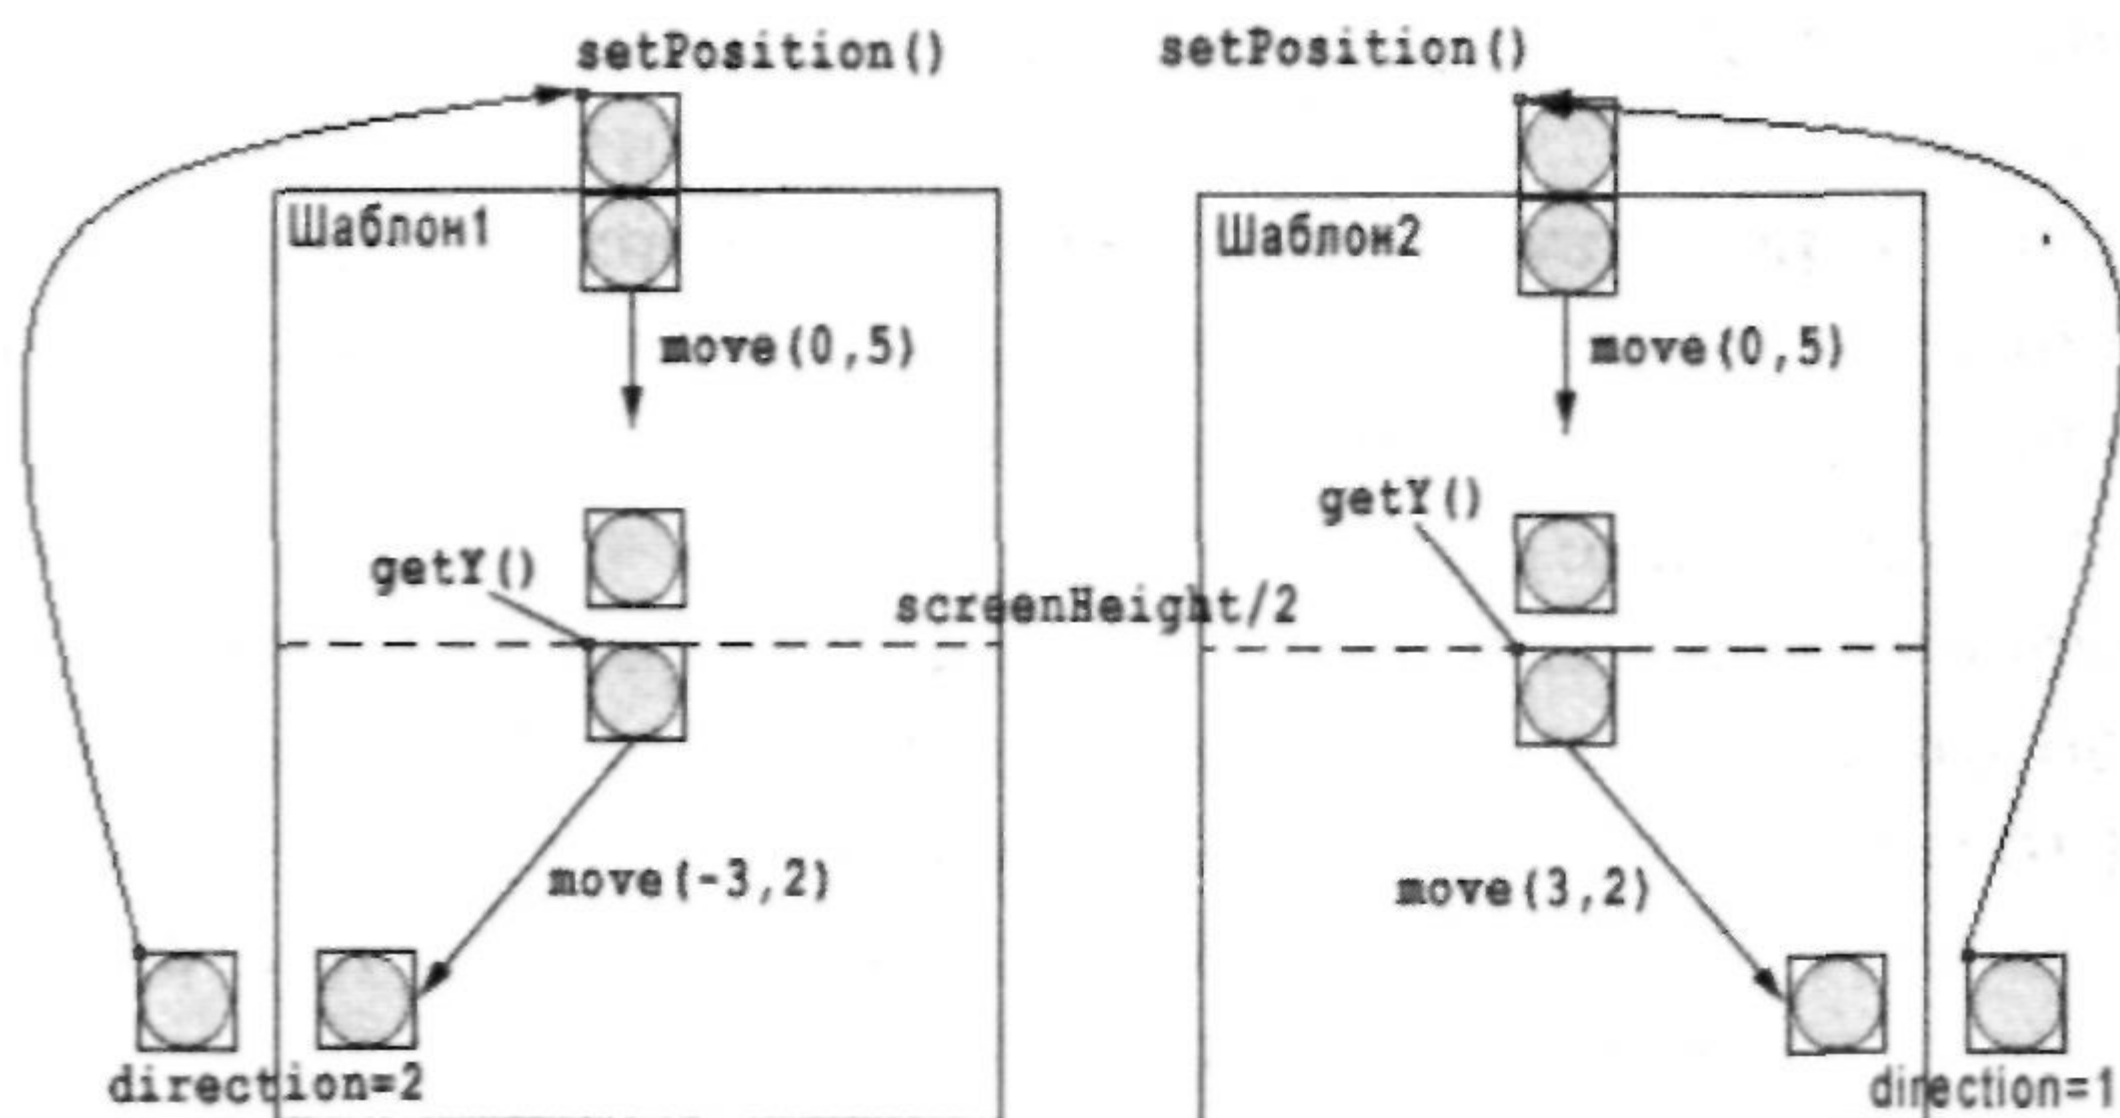 setPosition()
setPosition()
Шаблон1
Шаблон2
move(0,5)
move(0,5)
getY()
getY()
screenHeight/2
move(-3,2)
move(3,2)
direction=2
direction=1